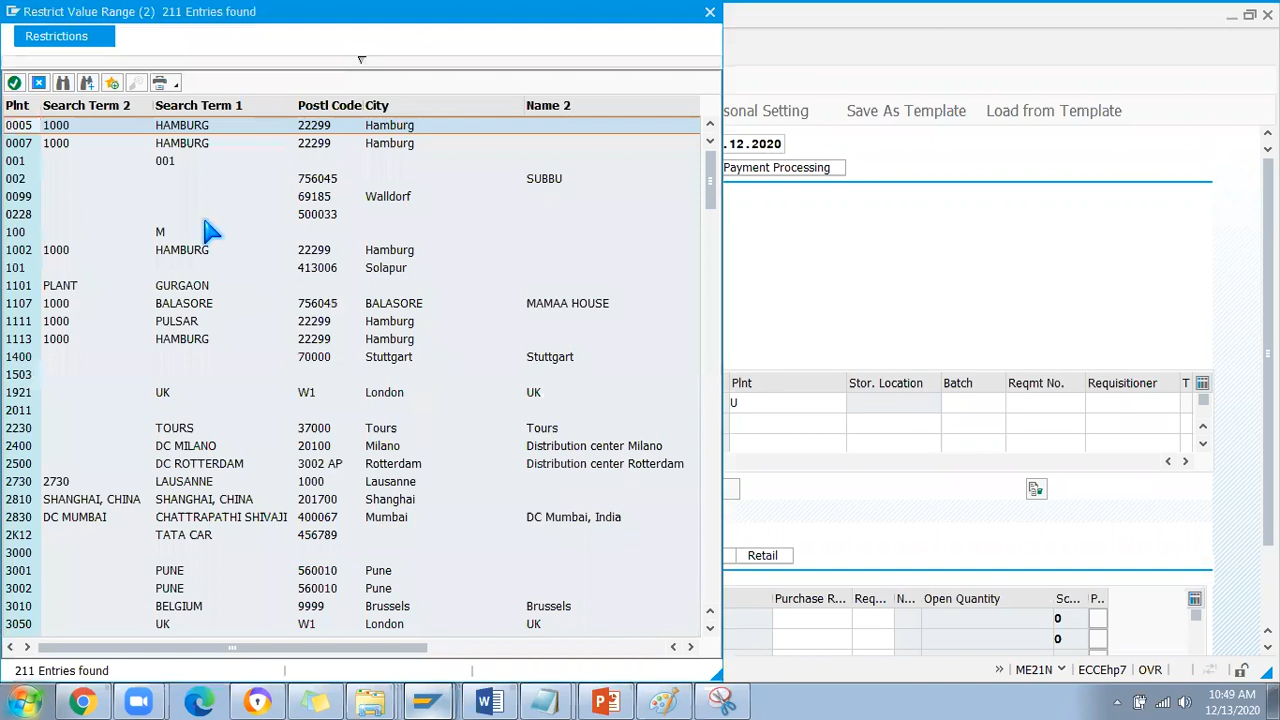 Restrict Value Range (2)  211 Entries found
Restrictions
Plnt Search Term 2 Search Term 1 Postl Code City Name 2
0005 1000 HAMBURG 22299 Hamburg
0007 1000 HAMBURG 22299 Hamburg
001 001
002 756045 SUBBU
0099 69185 Walldorf
0228 500033
100 M
1002 1000 HAMBURG 22299 Hamburg
101 413006 Solapur
1101 PLANT GURGAON
1107 1000 BALASORE 756045 BALASORE MAMAA HOUSE
1111 1000 PULSAR 22299 Hamburg
1113 1000 HAMBURG 22299 Hamburg
1400 70000 Stuttgart Stuttgart
1503
1921 UK W1 London UK
2011
2230 TOURS 37000 Tours Tours
2400 DC MILANO 20100 Milano Distribution center Milano
2500 DC ROTTERDAM 3002 AP Rotterdam Distribution center Rotterdam
2730 2730 LAUSANNE 1000 Lausanne
2810 SHANGHAI, CHINA SHANGHAI, CHINA 201700 Shanghai
2830 DC MUMBAI CHATTRAPATHI SHIVAJI 400067 Mumbai DC Mumbai, India
2K12 TATA CAR 456789
3000
3001 PUNE 560010 Pune
3002 PUNE 560010 Pune
3010 BELGIUM 9999 Brussels Brussels
3050 UK W1 London UK
211 Entries found
sonal Setting Save As Template Load from Template
.12.2020
Payment Processing
Plnt Stor. Location Batch Reqmt No. Requisitioner T
U
Retail
Purchase R... Req... N... Open Quantity Sc... P..
0
0
» ME21N ECCEhp7 OVR
10:49 AM
12/13/2020